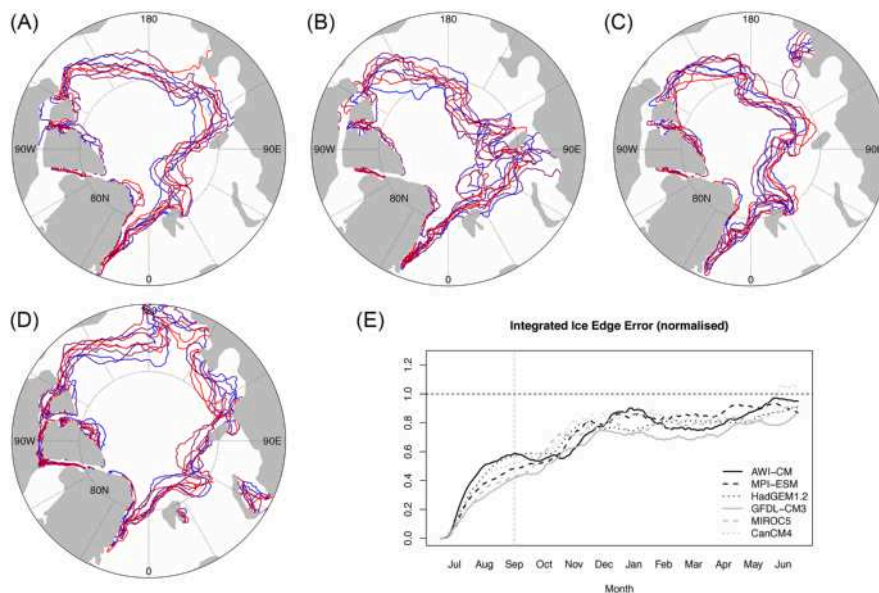 (A)
(B)
(C)
180
180
180
90W
90E
90W
90E
90W
90E
80N
80N
80N
0
0
0
(D)
180
90W
90E
80N
0
(E)
Integrated Ice Edge Error (normalised)
1.2
1.0
0.8
0.6
0.4
0.2
0.0
AWI-CM
MPI-ESM
HadGEM1.2
GFDL-CM3
MIROC5
CanCM4
Jul Aug Sep Oct Nov Dec Jan Feb Mar Apr May Jun
Month